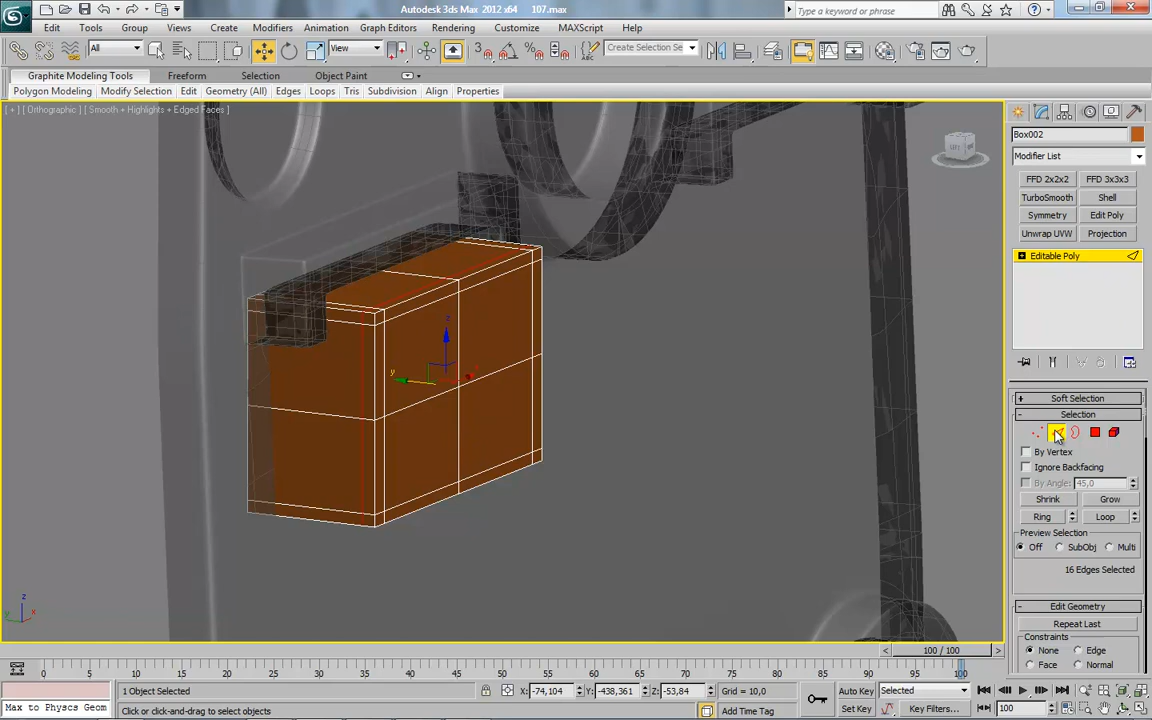 Autodesk 3ds Max 2012 x64 107.max
Type a keyword or phrase
Edit Tools Group Views Create Modifiers Animation Graph Editors Rendering Customize MAXScript Help
All View 3 Create Selection Se
Graphite Modeling Tools Freeform Selection Object Paint
Polygon Modeling Modify Selection Edit Geometry (All) Edges Loops Tris Subdivision Align Properties
[ + ] [ Orthographic ] [ Smooth + Highlights + Edged Faces ]
Box002
Modifier List
FFD 2x2x2 FFD 3x3x3
TurboSmooth Shell
Symmetry Edit Poly
Unwrap UVW Projection
Editable Poly
z
y
+ Soft Selection
- Selection
By Vertex
Ignore Backfacing
By Angle: 45,0
Shrink Grow
Ring Loop
Preview Selection
Off SubObj Multi
16 Edges Selected
- Edit Geometry
Repeat Last
Constraints
None Edge
Face Normal
z
y x
< 100 / 100 >
0 5 10 15 20 25 30 35 40 45 50 55 60 65 70 75 80 85 90 95 100
1 Object Selected X: -74,104 Y: -438,361 Z: -53,84 Grid = 10,0 Auto Key Selected
Max to Physcs Geom Click or click-and-drag to select objects Add Time Tag Set Key Key Filters... 100